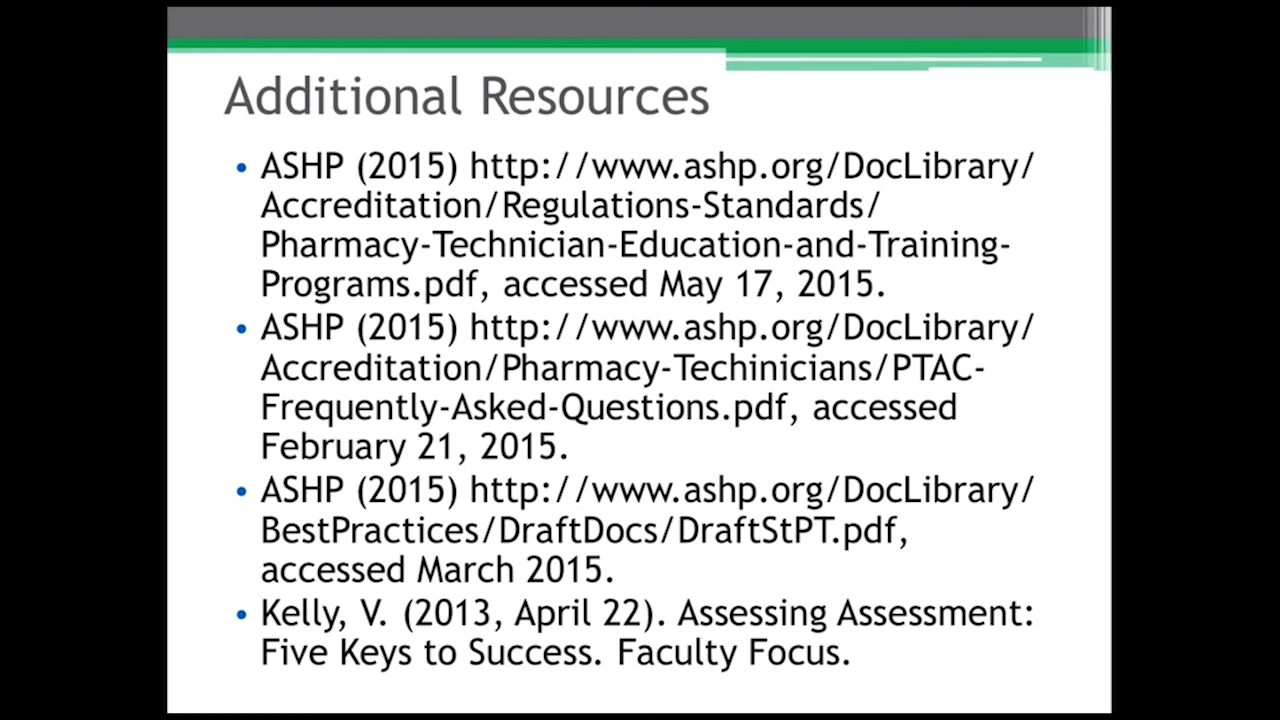 Additional Resources
• ASHP (2015) http://www.ashp.org/DocLibrary/
Accreditation/Regulations-Standards/
Pharmacy-Technician-Education-and-Training-
Programs.pdf, accessed May 17, 2015.
• ASHP (2015) http://www.ashp.org/DocLibrary/
Accreditation/Pharmacy-Techinicians/PTAC-
Frequently-Asked-Questions.pdf, accessed
February 21, 2015.
• ASHP (2015) http://www.ashp.org/DocLibrary/
BestPractices/DraftDocs/DraftStPT.pdf,
accessed March 2015.
• Kelly, V. (2013, April 22). Assessing Assessment:
Five Keys to Success. Faculty Focus.